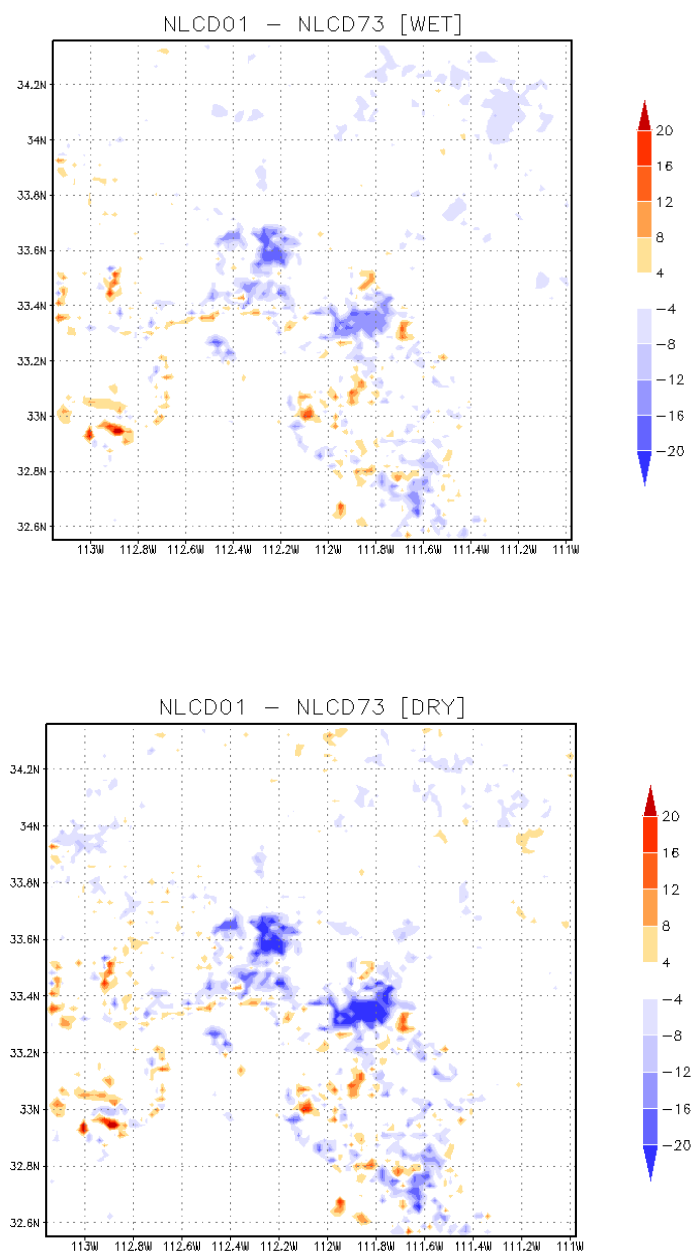 NLCD01 – NLCD73 [WET]
34.2N
34N
33.8N
33.6N
33.4N
33.2N
33N
32.8N
32.6N
113W 112.8W 112.6W 112.4W 112.2W 112W 111.8W 111.6W 111.4W 111.2W 111W
20
16
12
8
4
−4
−8
−12
−16
−20
NLCD01 – NLCD73 [DRY]
34.2N
34N
33.8N
33.6N
33.4N
33.2N
33N
32.8N
32.6N
113W 112.8W 112.6W 112.4W 112.2W 112W 111.8W 111.6W 111.4W 111.2W 111W
20
16
12
8
4
−4
−8
−12
−16
−20